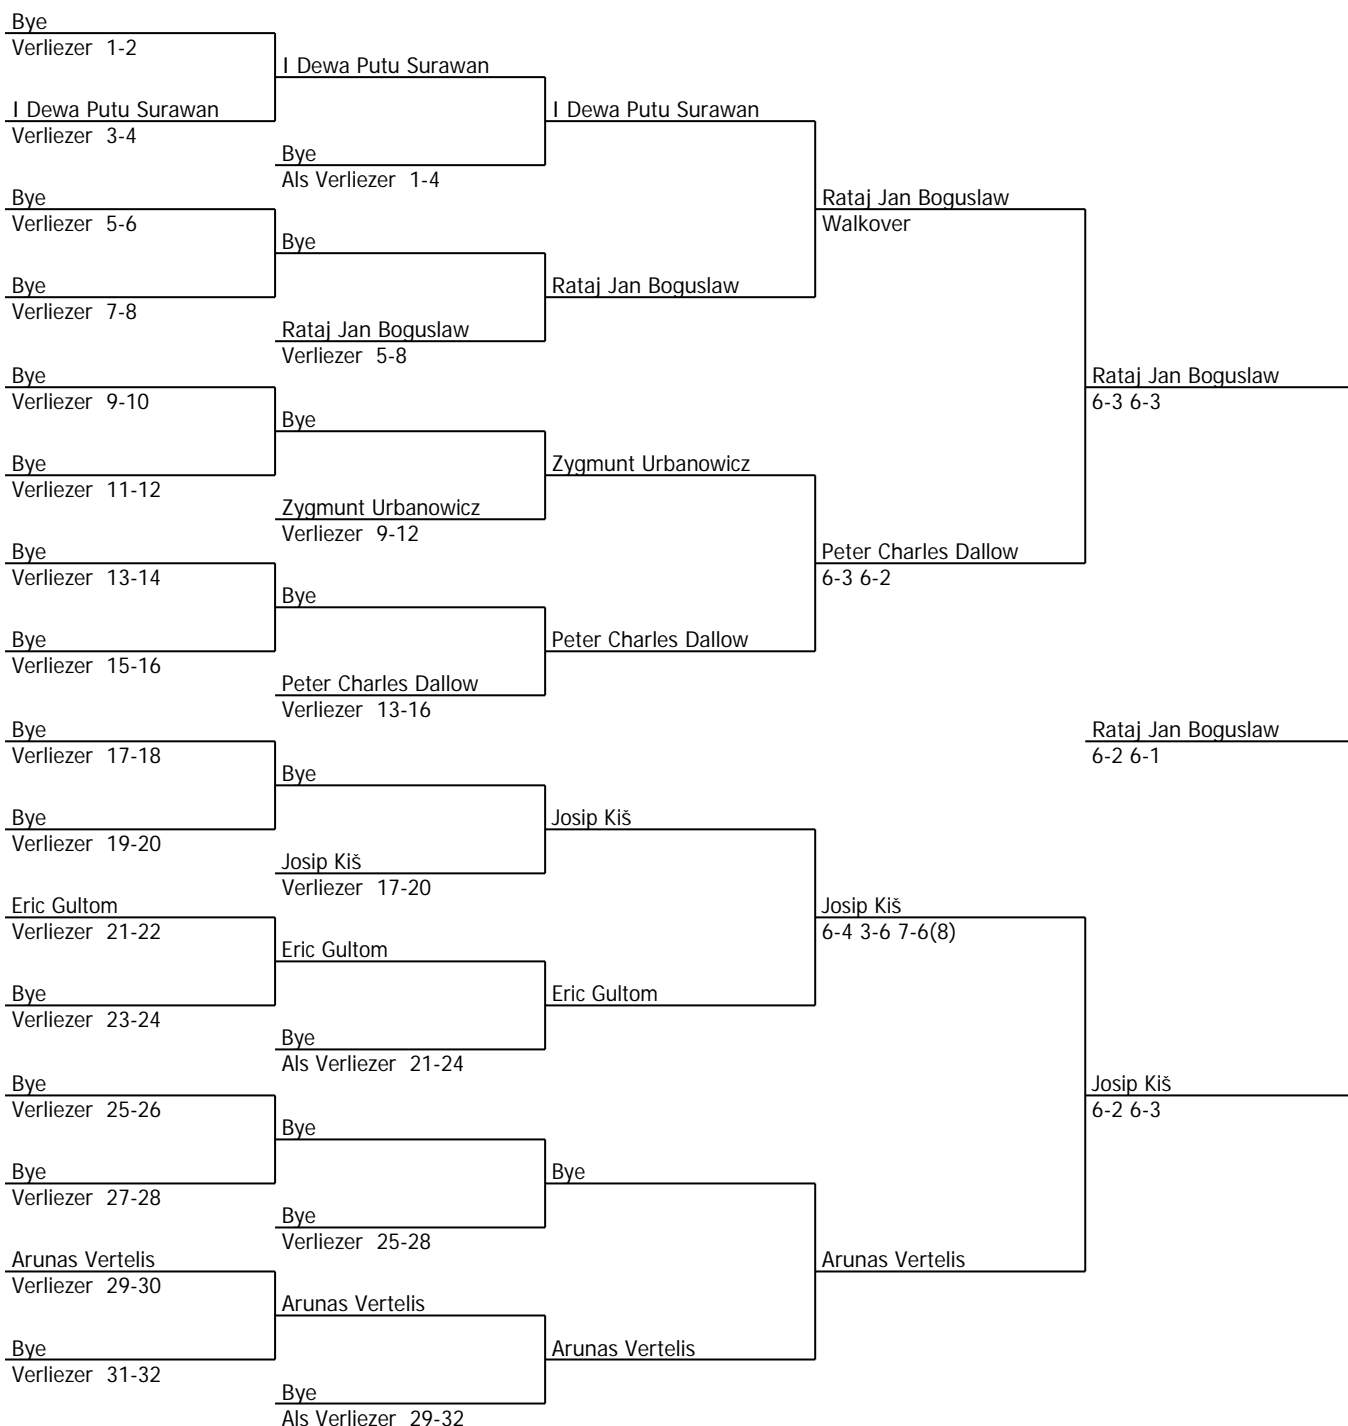 Bye
Verliezer 1-2
I Dewa Putu Surawan
I Dewa Putu Surawan
Verliezer 3-4
I Dewa Putu Surawan
Bye
Als Verliezer 1-4
Bye
Verliezer 5-6
Rataj Jan Boguslaw
Walkover
Bye
Bye
Verliezer 7-8
Rataj Jan Boguslaw
Rataj Jan Boguslaw
Verliezer 5-8
Bye
Verliezer 9-10
Rataj Jan Boguslaw
6-3 6-3
Bye
Bye
Verliezer 11-12
Zygmunt Urbanowicz
Zygmunt Urbanowicz
Verliezer 9-12
Bye
Verliezer 13-14
Peter Charles Dallow
6-3 6-2
Bye
Bye
Verliezer 15-16
Peter Charles Dallow
Peter Charles Dallow
Verliezer 13-16
Bye
Verliezer 17-18
Rataj Jan Boguslaw
6-2 6-1
Bye
Bye
Verliezer 19-20
Josip Kiš
Josip Kiš
Verliezer 17-20
Eric Gultom
Verliezer 21-22
Josip Kiš
6-4 3-6 7-6(8)
Eric Gultom
Bye
Verliezer 23-24
Eric Gultom
Bye
Als Verliezer 21-24
Bye
Verliezer 25-26
Josip Kiš
6-2 6-3
Bye
Bye
Verliezer 27-28
Bye
Bye
Verliezer 25-28
Arunas Vertelis
Verliezer 29-30
Arunas Vertelis
Arunas Vertelis
Bye
Verliezer 31-32
Arunas Vertelis
Bye
Als Verliezer 29-32